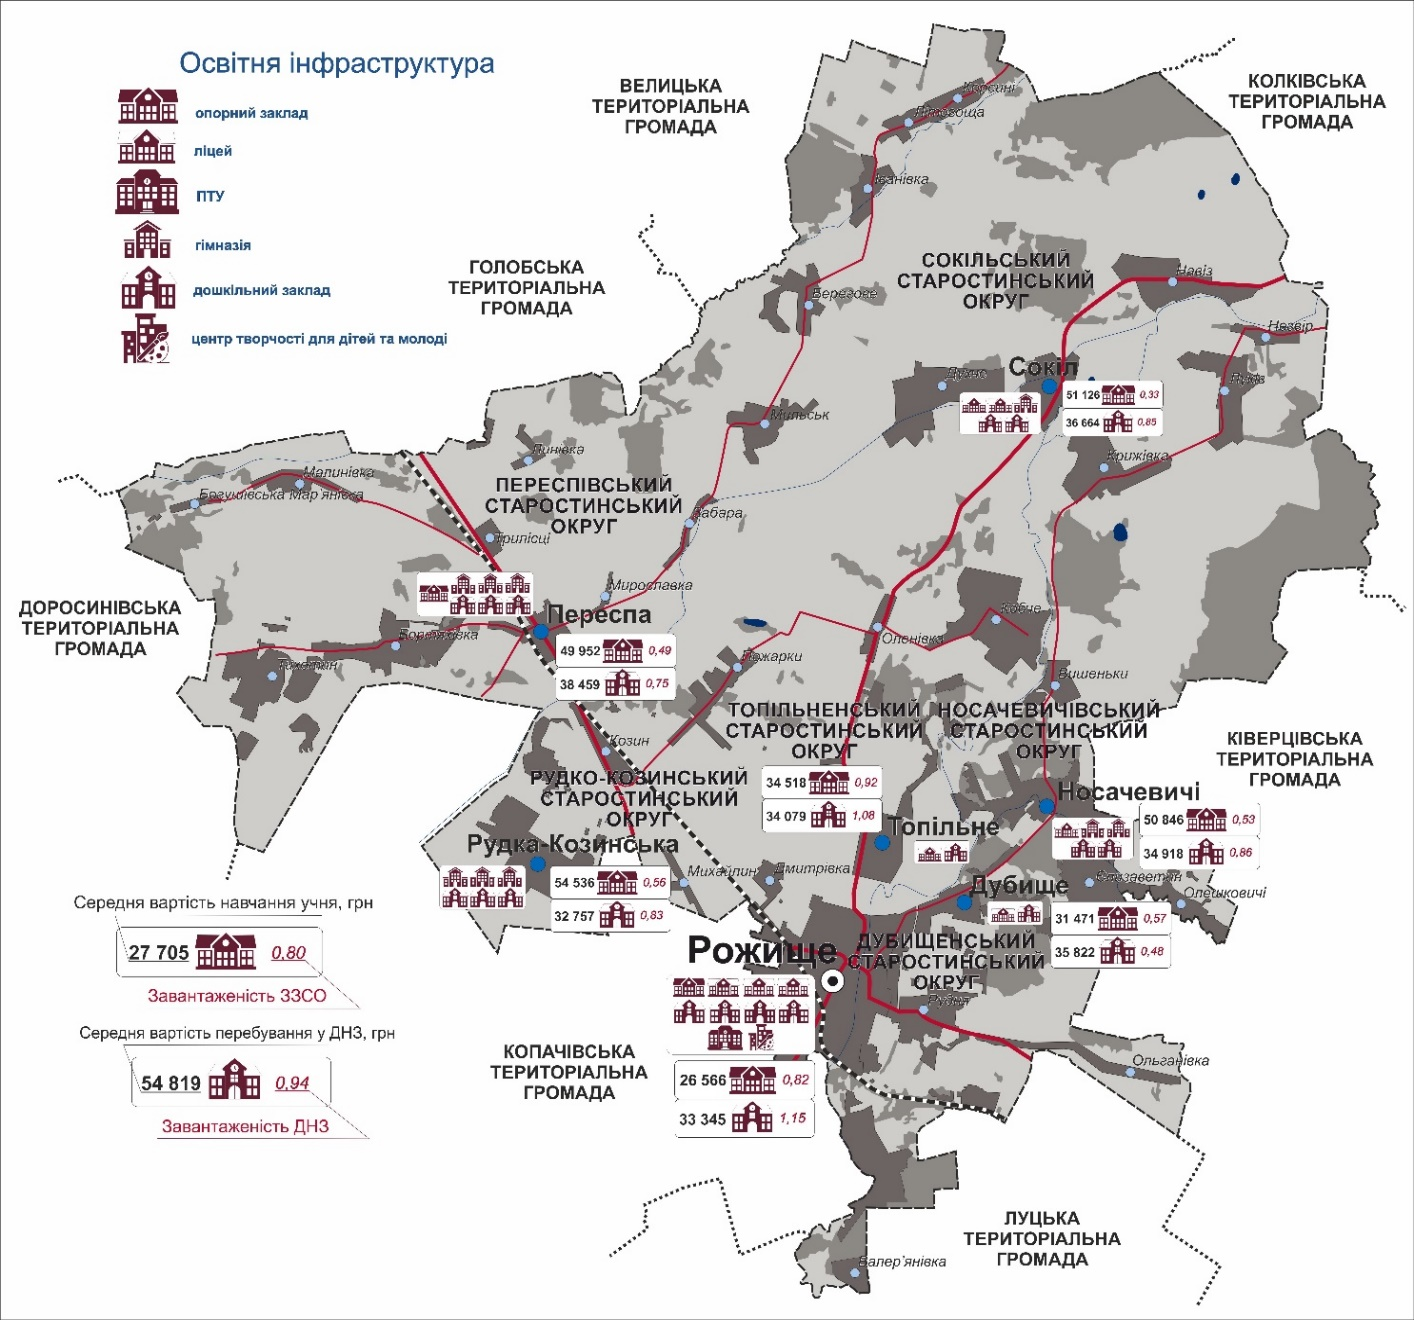 Освітня інфраструктура
опорний заклад
ліцей
ПТУ
гімназія
дошкільний заклад
центр творчості для дітей та молоді
ВЕЛИЦЬКА
ТЕРИТОРІАЛЬНА
ГРОМАДА
КОЛКІВСЬКА
ТЕРИТОРІАЛЬНА
ГРОМАДА
Іванівка
ГОЛОБСЬКА
ТЕРИТОРІАЛЬНА
ГРОМАДА
СОКІЛЬСЬКИЙ
СТАРОСТИНСЬКИЙ
ОКРУГ
Навіз
Берегове
Сокіл
51 126 0,33
36 664 0,85
Мильськ
Крижівка
Линівка
Малинівка
ПЕРЕСПІВСЬКИЙ
СТАРОСТИНСЬКИЙ
ОКРУГ
Трилісці
Мирославка
ДОРОСИНІВСЬКА
ТЕРИТОРІАЛЬНА
ГРОМАДА
Переспа
49 952 0,49
38 459 0,75
Оленівка
Пожарки
Вишеньки
ТОПІЛЬНЕНСЬКИЙ
СТАРОСТИНСЬКИЙ
ОКРУГ
НОСАЧЕВИЧІВСЬКИЙ
СТАРОСТИНСЬКИЙ
ОКРУГ
Козин
КІВЕРЦІВСЬКА
ТЕРИТОРІАЛЬНА
ГРОМАДА
РУДКО-КОЗИНСЬКИЙ
СТАРОСТИНСЬКИЙ
ОКРУГ
34 518 0,92
34 079 1,08
Носачевичі
50 846 0,53
34 918 0,86
Топільне
Рудка-Козинська
54 536 0,56
32 757 0,83
Михайлин
Дмитрівка
Дубище
31 471 0,57
35 822 0,48
Єлизаветин
Олешковичі
Середня вартість навчання учня, грн
27 705 0,80
Завантаженість ЗЗСО
Середня вартість перебування у ДНЗ, грн
54 819 0,94
Завантаженість ДНЗ
Рожище
ДУБИЩЕНСЬКИЙ
СТАРОСТИНСЬКИЙ
ОКРУГ
26 566 0,82
33 345 1,15
КОПАЧІВСЬКА
ТЕРИТОРІАЛЬНА
ГРОМАДА
Ольганівка
ЛУЦЬКА
ТЕРИТОРІАЛЬНА
ГРОМАДА
Валер'янівка